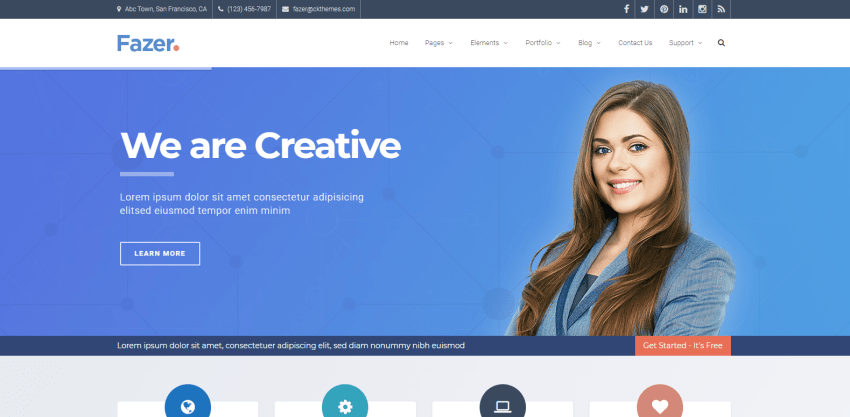 Abc Town, San Francisco, CA
(123) 456-7987
fazer@ckthemes.com
Fazer.
Home
Pages
Elements
Portfolio
Blog
Contact Us
Support
We are Creative
Lorem ipsum dolor sit amet consectetur adipisicing
elitsed eiusmod tempor enim minim
LEARN MORE
Lorem ipsum dolor sit amet, consectetuer adipiscing elit, sed diam nonummy nibh euismod
Get Started - It's Free